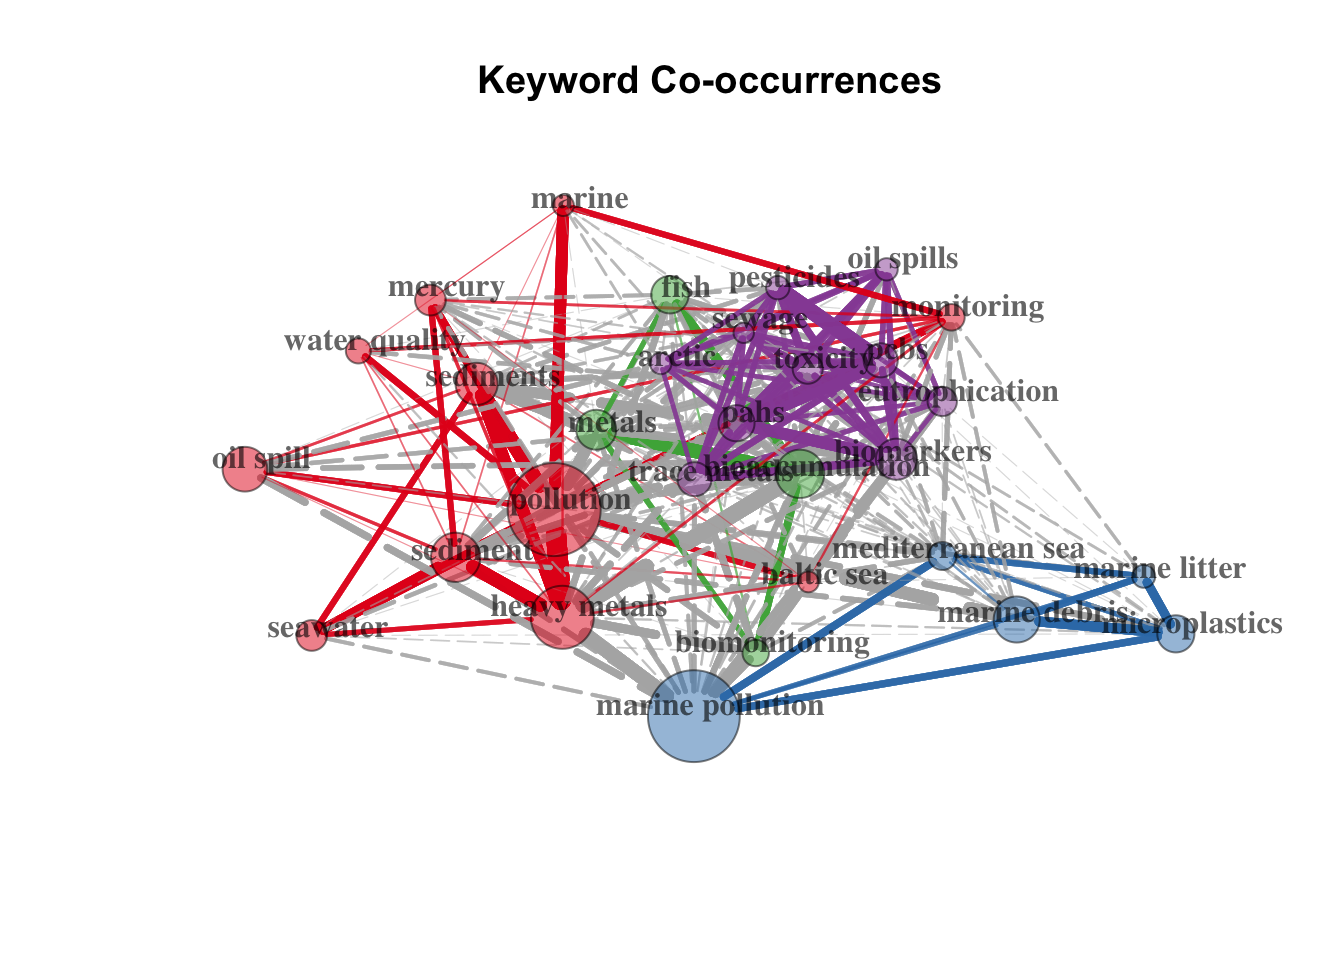 Keyword Co-occurrences
marine
oil spills
pesticides
mercury
fish
monitoring
sewage
water quality
pcbs
arctic
toxicity
sediments
eutrophication
pahs
metals
biomarkers
oil spill
bioaccumulation
trace metals
pollution
sediment
mediterranean sea
marine litter
baltic sea
heavy metals
marine debris
microplastics
seawater
biomonitoring
marine pollution